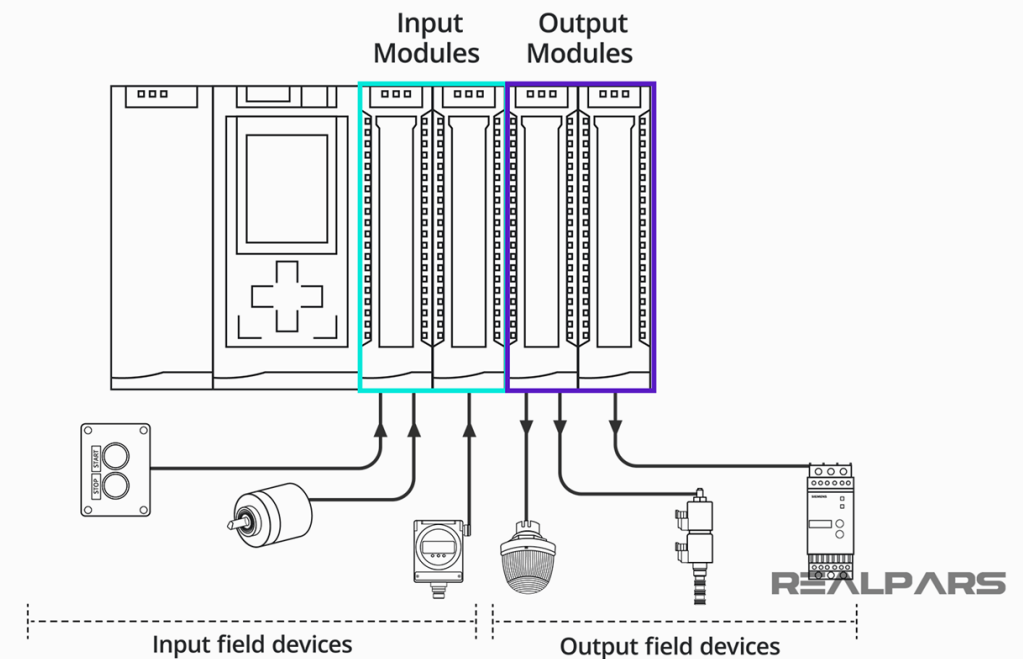 Input
Modules
Output
Modules
START
STOP
SIEMENS
REALPARS
Input field devices
Output field devices